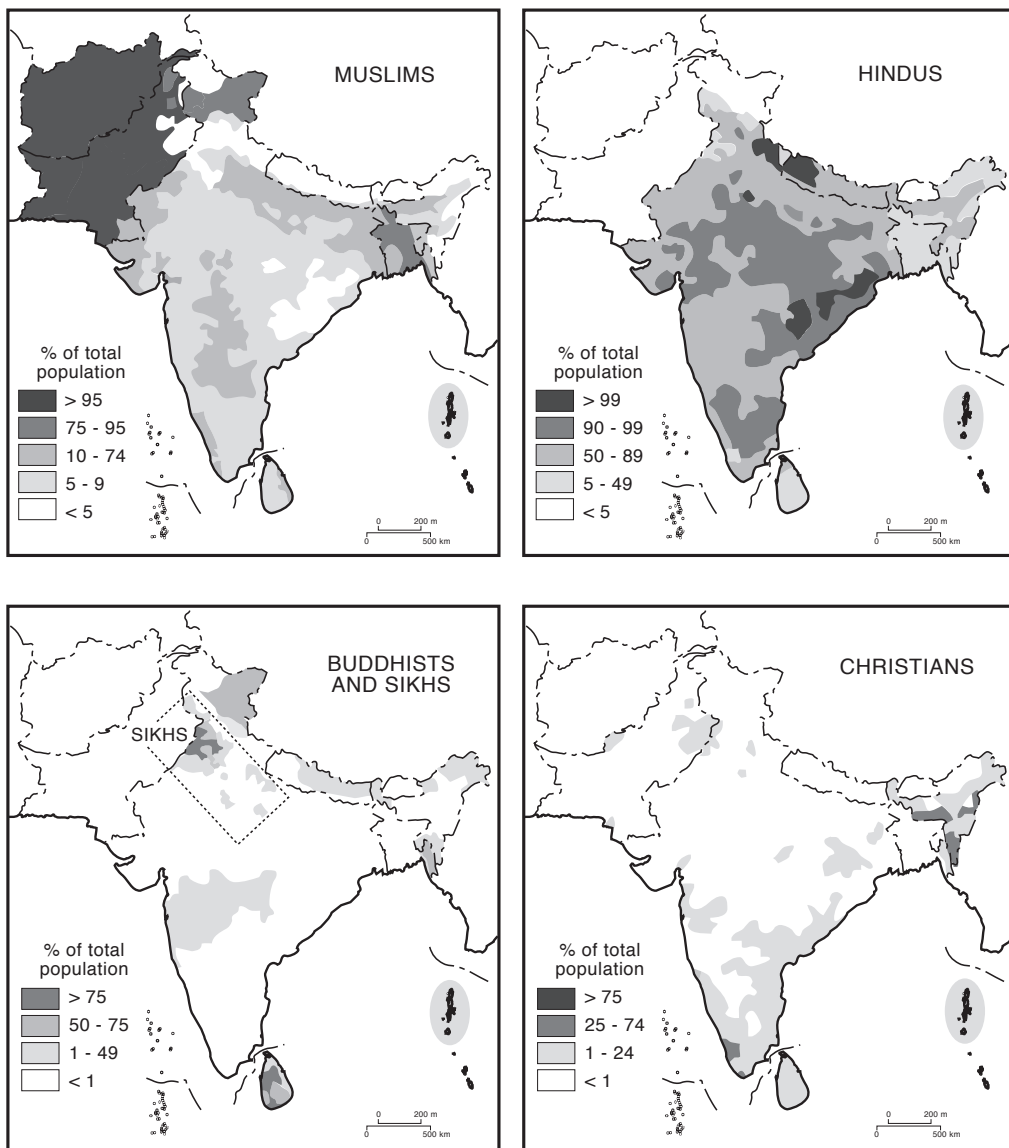 MUSLIMS
% of total
population
> 95
75 - 95
10 - 74
5 - 9
< 5
0 200 m
0 500 km
HINDUS
% of total
population
> 99
90 - 99
50 - 89
5 - 49
< 5
0 200 m
0 500 km
BUDDHISTS
AND SIKHS
SIKHS
% of total
population
> 75
50 - 75
1 - 49
< 1
0 200 m
0 500 km
CHRISTIANS
% of total
population
> 75
25 - 74
1 - 24
< 1
0 200 m
0 500 km